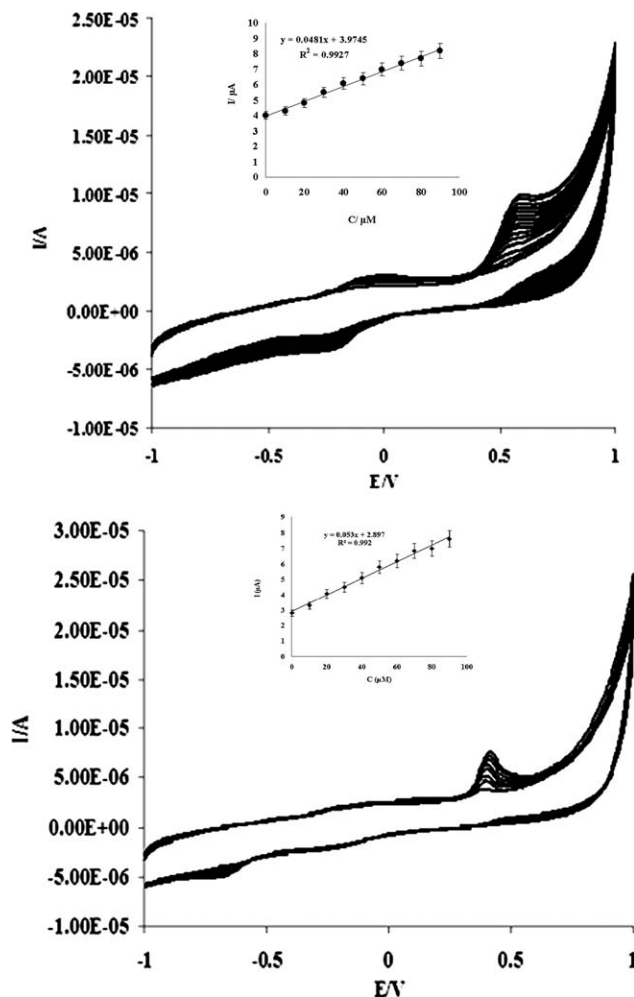 2.50E-05
2.00E-05
1.50E-05
1.00E-05
5.00E-06
0.00E+00
-5.00E-06
-1.00E-05
I/A
-1 -0.5 0 0.5 1
E/V
y = 0.0481x + 3.9745
R² = 0.9927
10
9
8
7
6
5
4
3
2
1
0
I/ µA
0 20 40 60 80 100
C/ µM
3.00E-05
2.50E-05
2.00E-05
1.50E-05
1.00E-05
5.00E-06
0.00E+00
-5.00E-06
-1.00E-05
I/A
-1 -0.5 0 0.5 1
E/V
y = 0.053x + 2.897
R² = 0.992
9
8
7
6
5
4
3
2
1
0
I (µA)
0 20 40 60 80 100
C (µM)